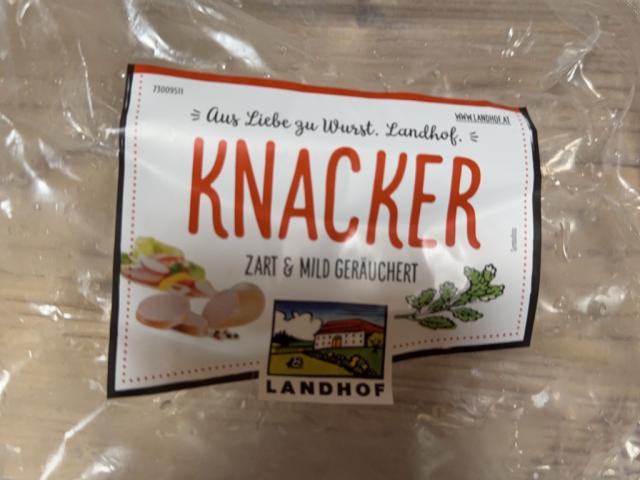 73009511
WWW.LANDHOF.AT
Aus Liebe zu Wurst. Landhof.
KNACKER
ZART & MILD GERÄUCHERT
LANDHOF